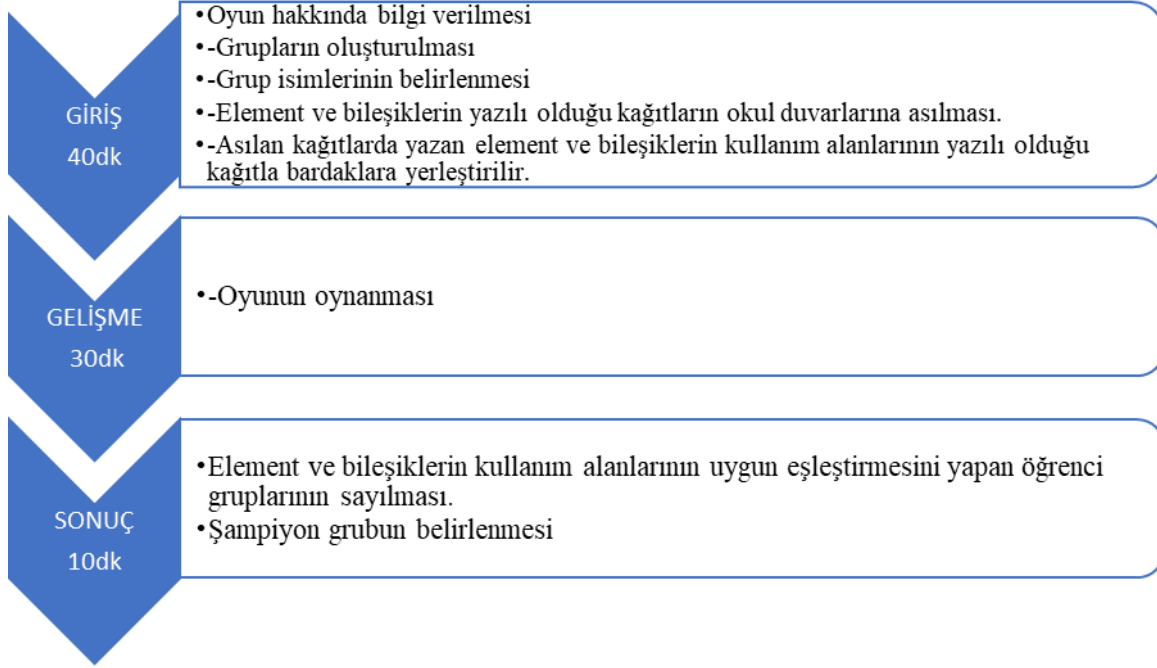 GİRİŞ
40dk
•Oyun hakkında bilgi verilmesi
•-Grupların oluşturulması
•-Grup isimlerinin belirlenmesi
•-Element ve bileşiklerin yazılı olduğu kağıtların okul duvarlarına asılması.
•-Asılan kağıtlarda yazan element ve bileşiklerin kullanım alanlarının yazılı olduğu
kağıtla bardaklara yerleştirilir.
GELİŞME
30dk
•-Oyunun oynanması
SONUÇ
10dk
•Element ve bileşiklerin kullanım alanlarının uygun eşleştirmesini yapan öğrenci
gruplarının sayılması.
•Şampiyon grubun belirlenmesi